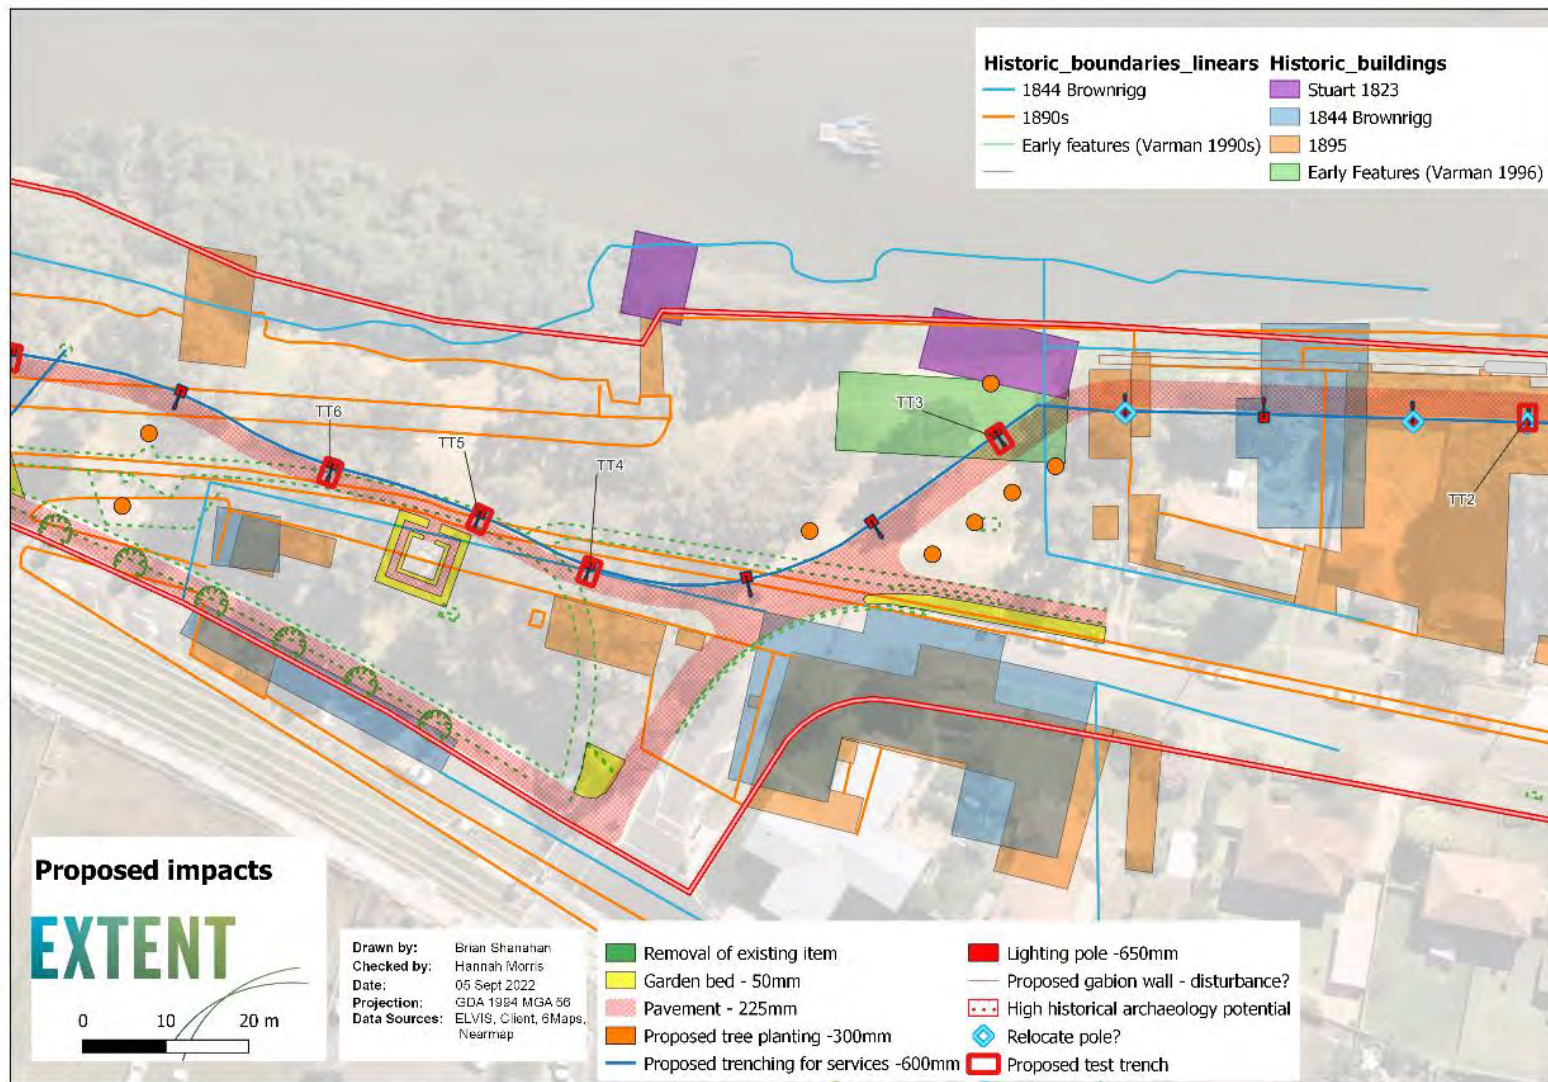 Historic_boundaries_linears
1844 Brownrigg
1890s
Early features (Varman 1990s)
Historic_buildings
Stuart 1823
1844 Brownrigg
1895
Early Features (Varman 1996)
TT3
TT6
TT5
TT4
TT2
Proposed impacts
EXTENT
0 10 20 m
Drawn by: Brian Shanahan
Checked by: Hannah Morris
Date: 05 Sept 2022
Projection: GDA 1994 MGA 56
Data Sources: ELVIS, Client, 6Maps,
Nearmap
Removal of existing item
Garden bed - 50mm
Pavement - 225mm
Proposed tree planting -300mm
Proposed trenching for services -600mm
Lighting pole -650mm
Proposed gabion wall - disturbance?
High historical archaeology potential
Relocate pole?
Proposed test trench